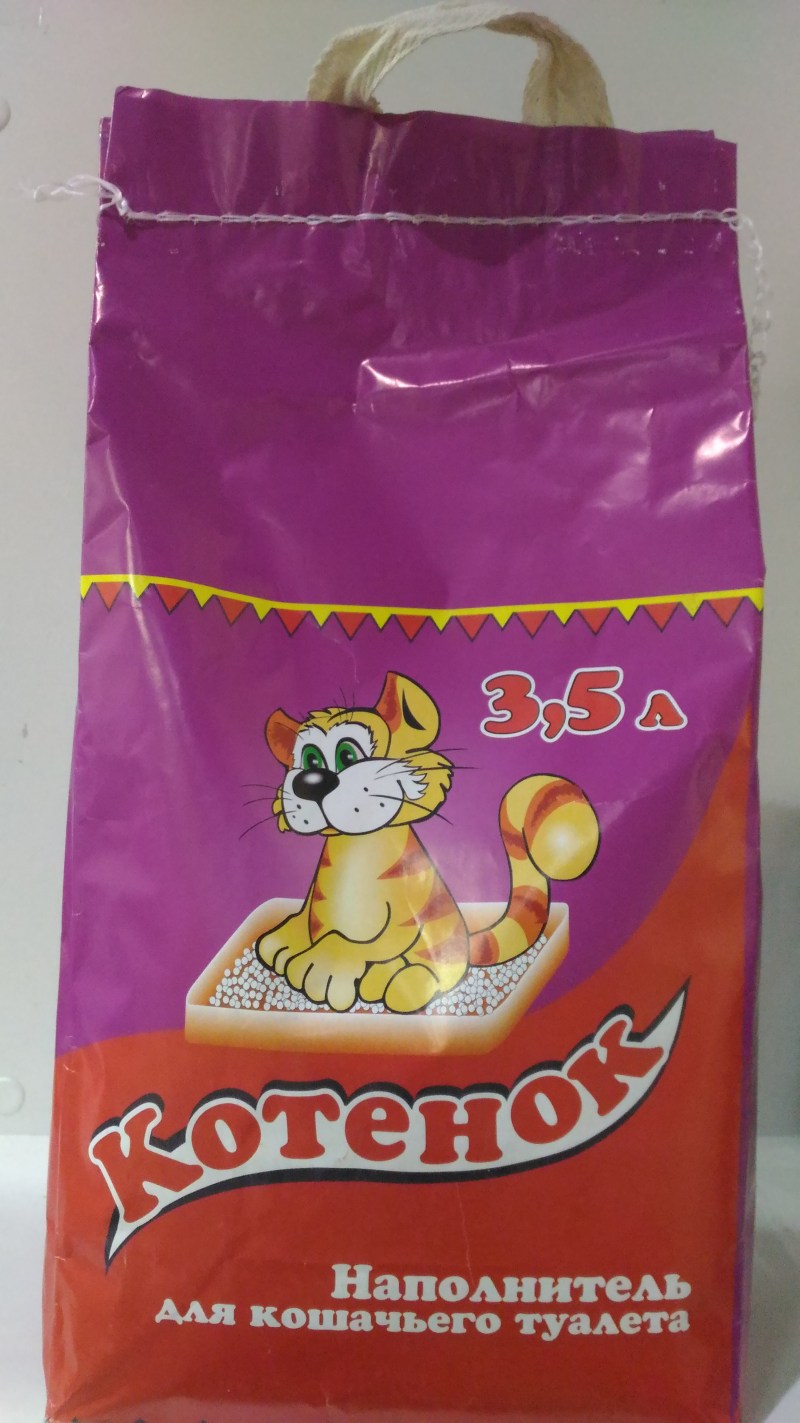 3,5 л
Котенок
Наполнитель
для кошачьего туалета